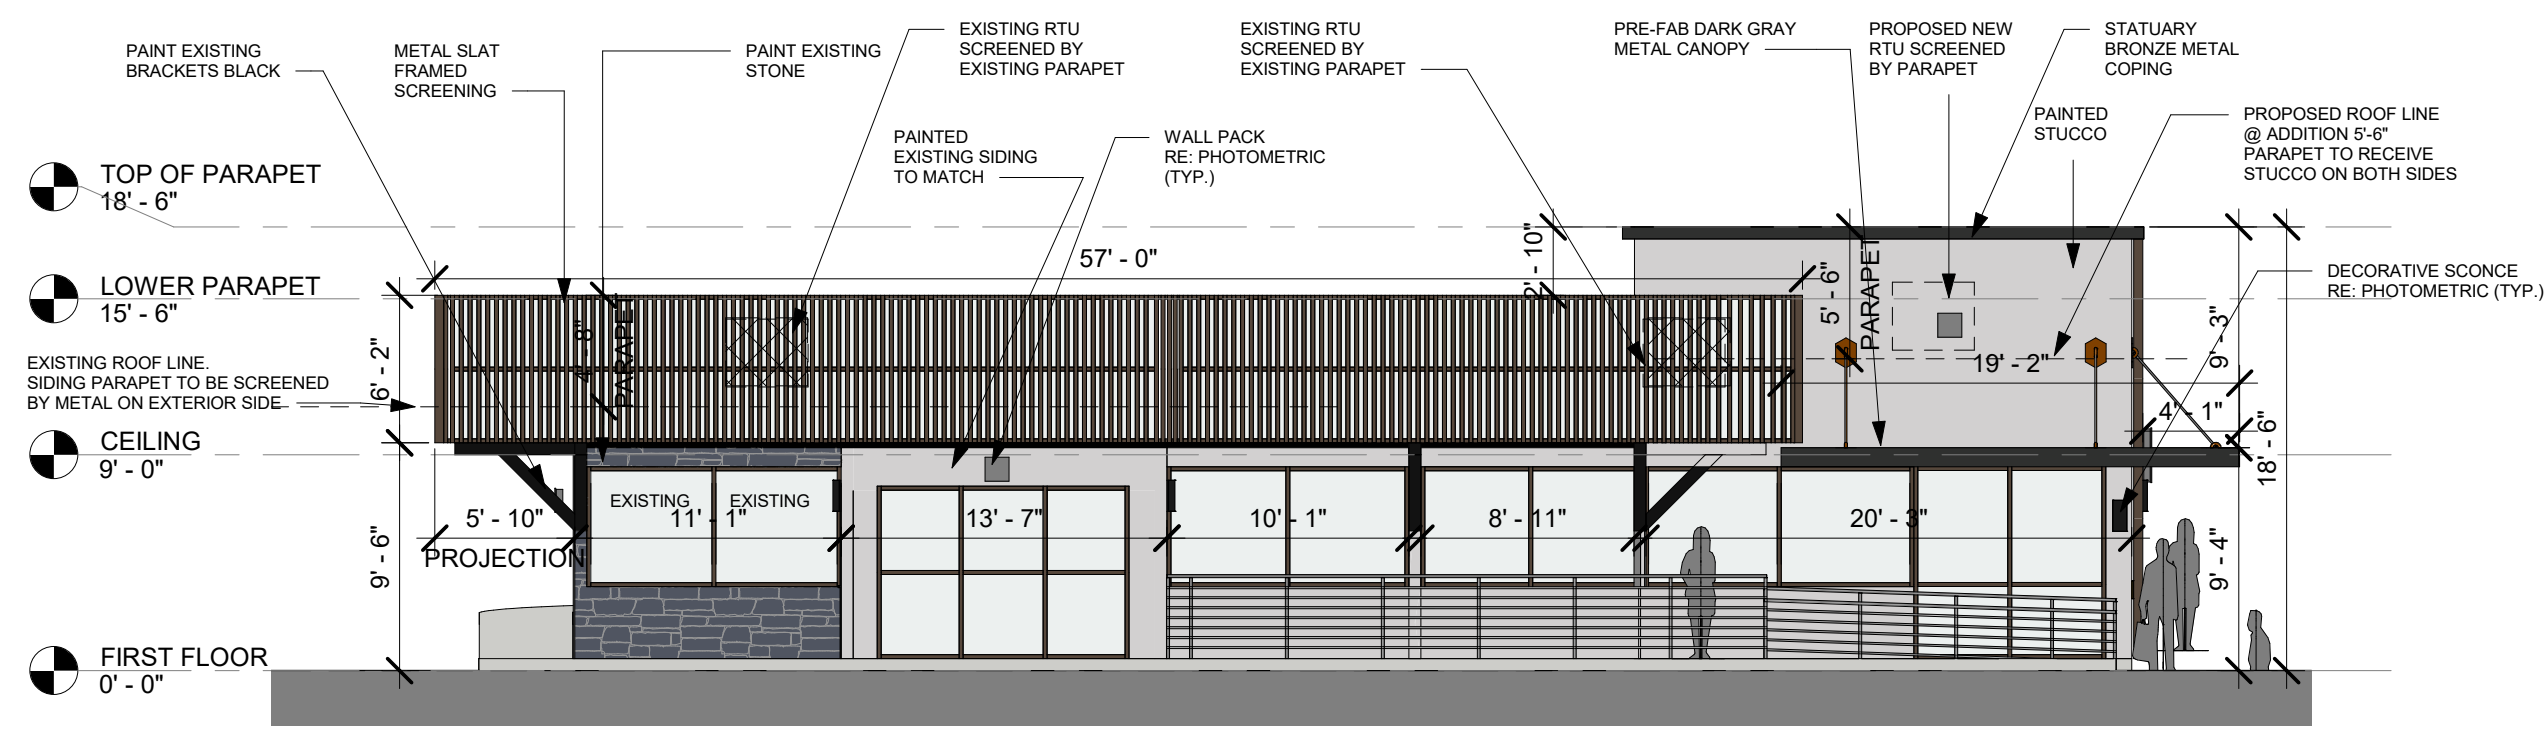 PAINT EXISTING
BRACKETS BLACK
METAL SLAT
FRAMED
SCREENING
PAINT EXISTING
STONE
EXISTING RTU
SCREENED BY
EXISTING PARAPET
EXISTING RTU
SCREENED BY
EXISTING PARAPET
PRE-FAB DARK GRAY
METAL CANOPY
PROPOSED NEW
RTU SCREENED
BY PARAPET
STATUARY
BRONZE METAL
COPING
PAINTED
EXISTING SIDING
TO MATCH
WALL PACK
RE: PHOTOMETRIC
(TYP.)
PAINTED
STUCCO
PROPOSED ROOF LINE
@ ADDITION 5'-6"
PARAPET TO RECEIVE
STUCCO ON BOTH SIDES
TOP OF PARAPET
18' - 6"
LOWER PARAPET
15' - 6"
57' - 0"
2' - 10"
5' - 6"
PARAPET
DECORATIVE SCONCE
RE: PHOTOMETRIC (TYP.)
EXISTING ROOF LINE.
SIDING PARAPET TO BE SCREENED
BY METAL ON EXTERIOR SIDE
6' - 2"
4' - 8"
PARAPET
19' - 2"
9' - 3"
4' - 1"
18' - 6"
CEILING
9' - 0"
EXISTING
EXISTING
5' - 10"
PROJECTION
11' - 1"
13' - 7"
10' - 1"
8' - 11"
20' - 3"
9' - 6"
9' - 4"
FIRST FLOOR
0' - 0"